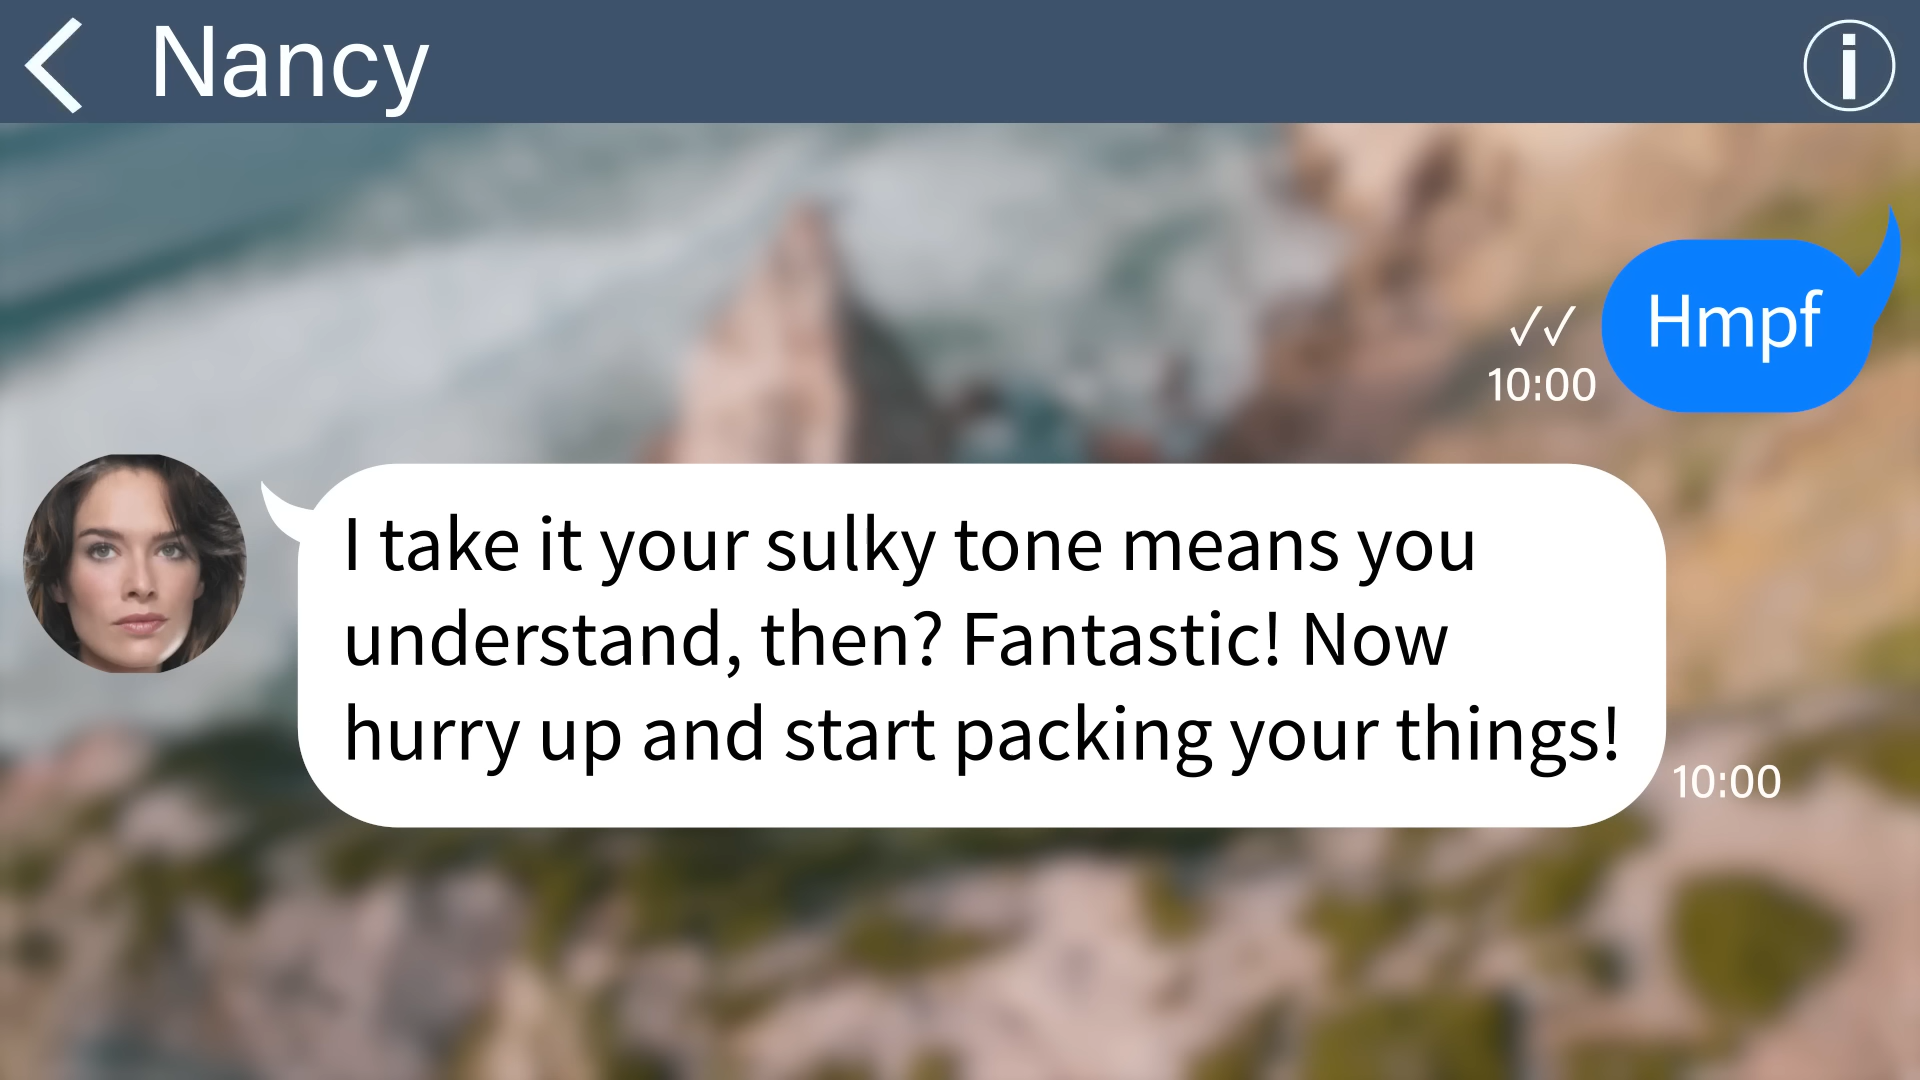 Nancy
Hmpf
✓✓
10:00
I take it your sulky tone means you
understand, then? Fantastic! Now
hurry up and start packing your things!
10:00